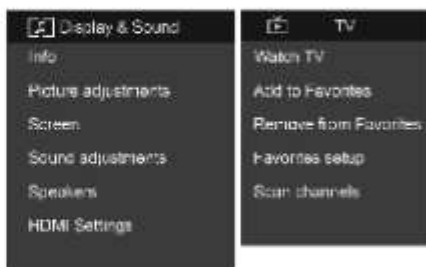 Display & Sound
Info
Picture adjustments
Screen
Sound adjustments
Speakers
HDMI Settings
TV
Watch TV
Add to Favorites
Remove from Favorites
Favorites setup
Scan channels